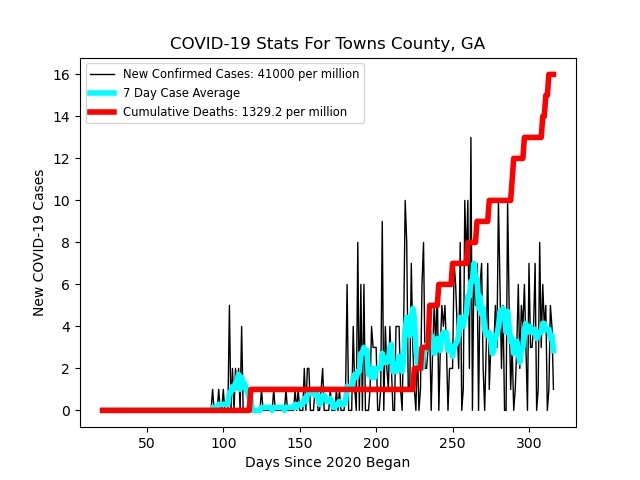 COVID-19 Stats For Towns County, GA
New Confirmed Cases: 41000 per million
7 Day Case Average
Cumulative Deaths: 1329.2 per million
New COVID-19 Cases
16
14
12
10
8
6
4
2
0
50 100 150 200 250 300
Days Since 2020 Began